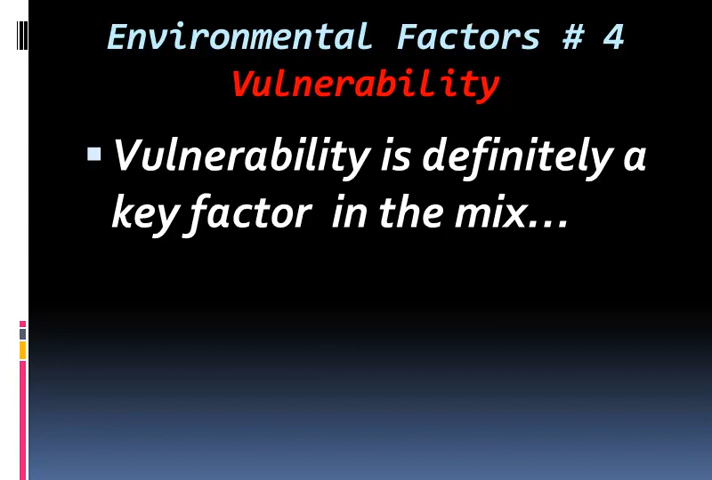 Environmental Factors # 4
Vulnerability
Vulnerability is definitely a
key factor in the mix...